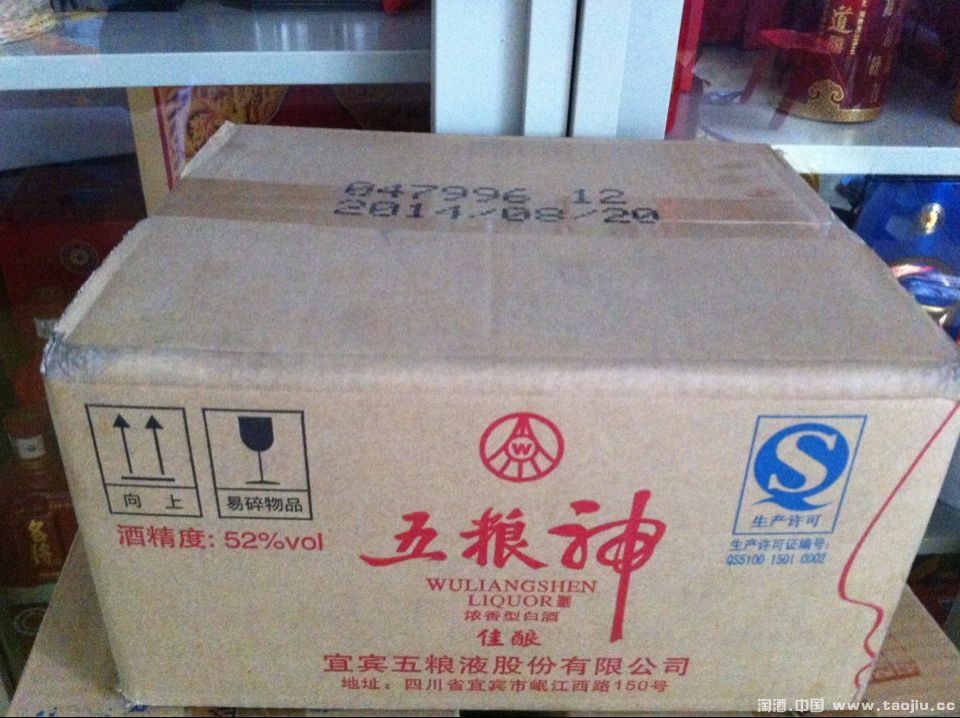 道
047996 12
2014/08/20
向 上
易碎物品
酒精度: 52%vol
W
五粮神
WULIANGSHEN
LIQUOR
浓香型白酒
佳酿
宜宾五粮液股份有限公司
地址: 四川省宜宾市岷江西路150号
生产许可
生产许可证编号:
QS5100 1501 0002
淘酒.中国 www.taojiu.cc